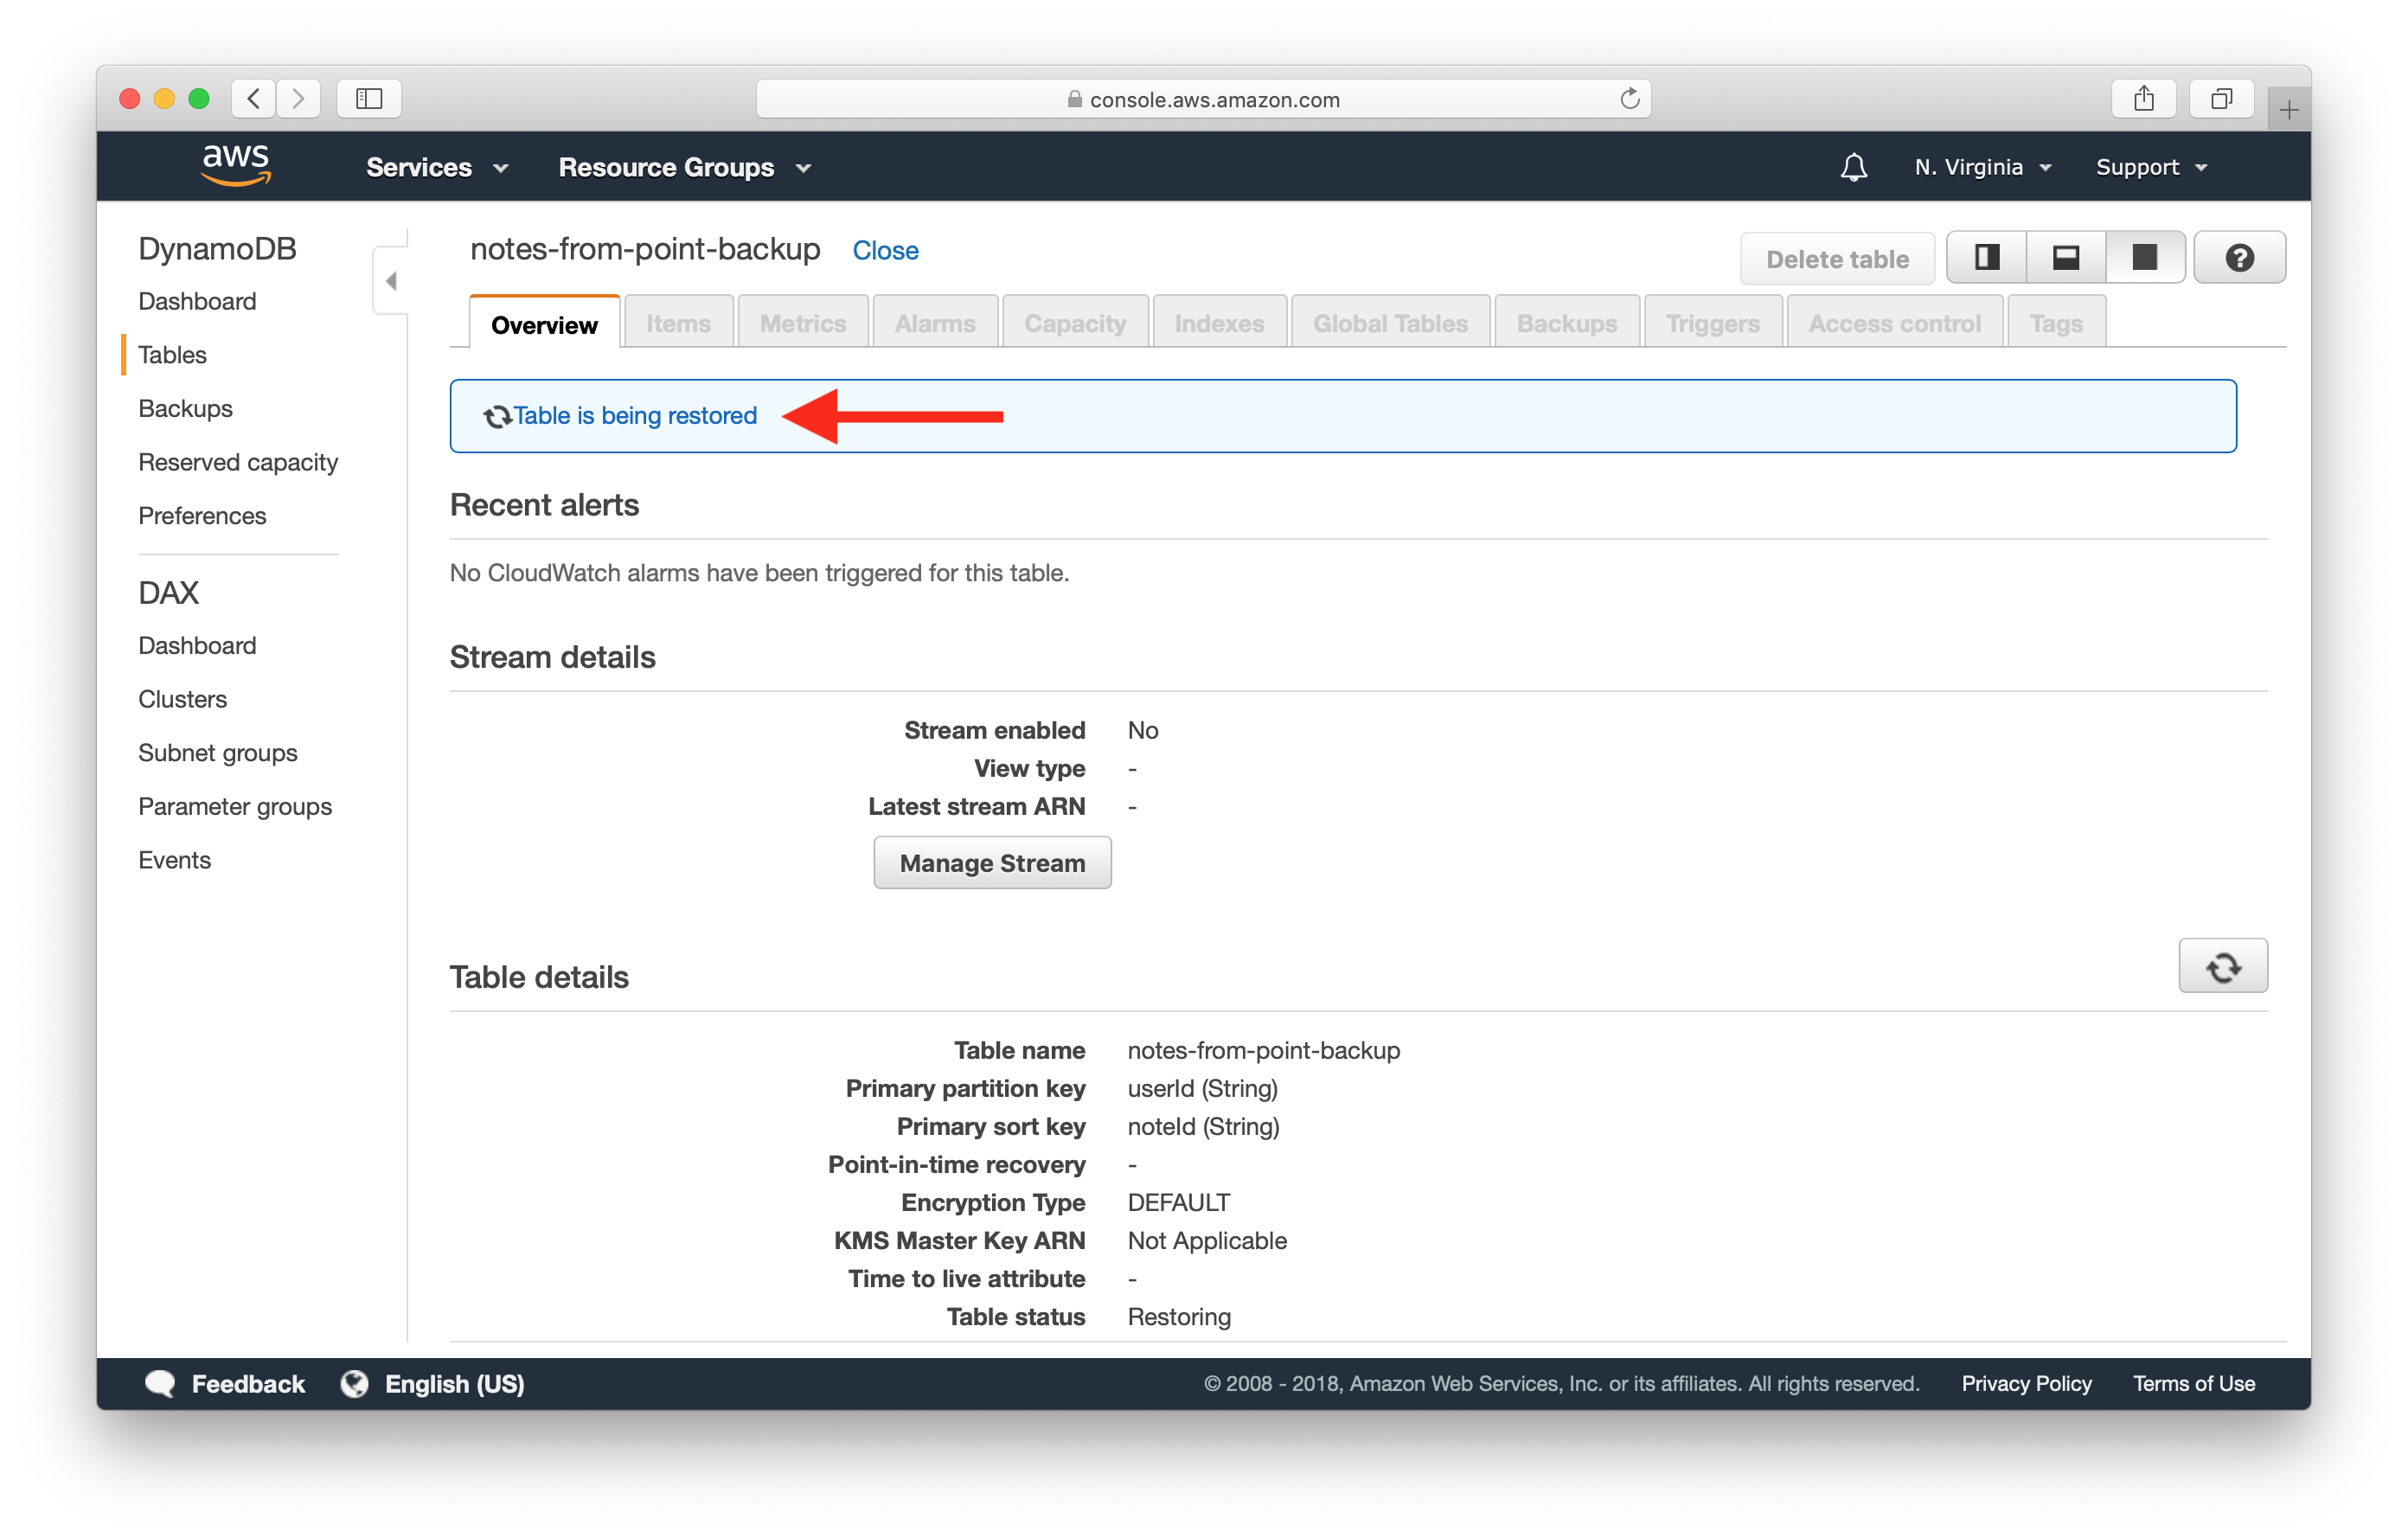 console.aws.amazon.com
aws Services Resource Groups N. Virginia Support
DynamoDB
Dashboard
Tables
Backups
Reserved capacity
Preferences
DAX
Dashboard
Clusters
Subnet groups
Parameter groups
Events
notes-from-point-backup Close Delete table
Overview Items Metrics Alarms Capacity Indexes Global Tables Backups Triggers Access control Tags
Table is being restored
Recent alerts
No CloudWatch alarms have been triggered for this table.
Stream details
Stream enabled No
View type -
Latest stream ARN -
Manage Stream
Table details
Table name notes-from-point-backup
Primary partition key userId (String)
Primary sort key noteId (String)
Point-in-time recovery -
Encryption Type DEFAULT
KMS Master Key ARN Not Applicable
Time to live attribute -
Table status Restoring
Feedback English (US) © 2008 - 2018, Amazon Web Services, Inc. or its affiliates. All rights reserved. Privacy Policy Terms of Use